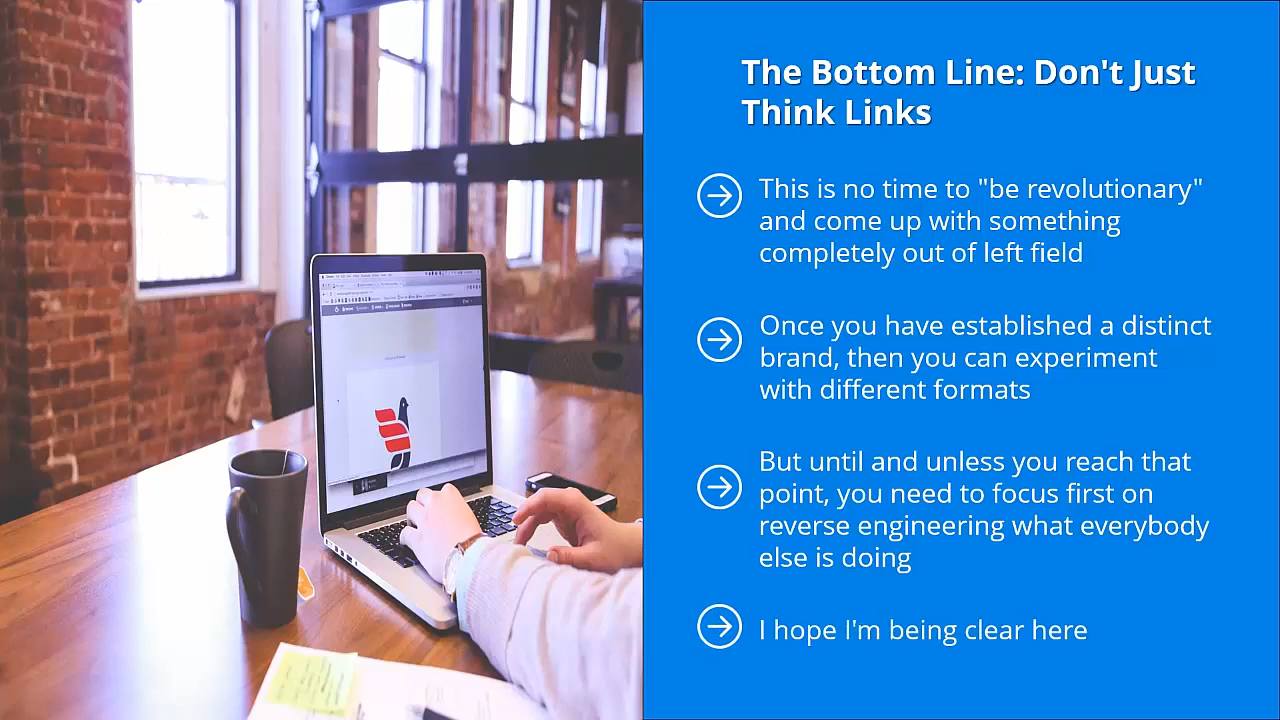 The Bottom Line: Don't Just
Think Links
This is no time to "be revolutionary"
and come up with something
completely out of left field
Once you have established a distinct
brand, then you can experiment
with different formats
But until and unless you reach that
point, you need to focus first on
reverse engineering what everybody
else is doing
I hope I'm being clear here